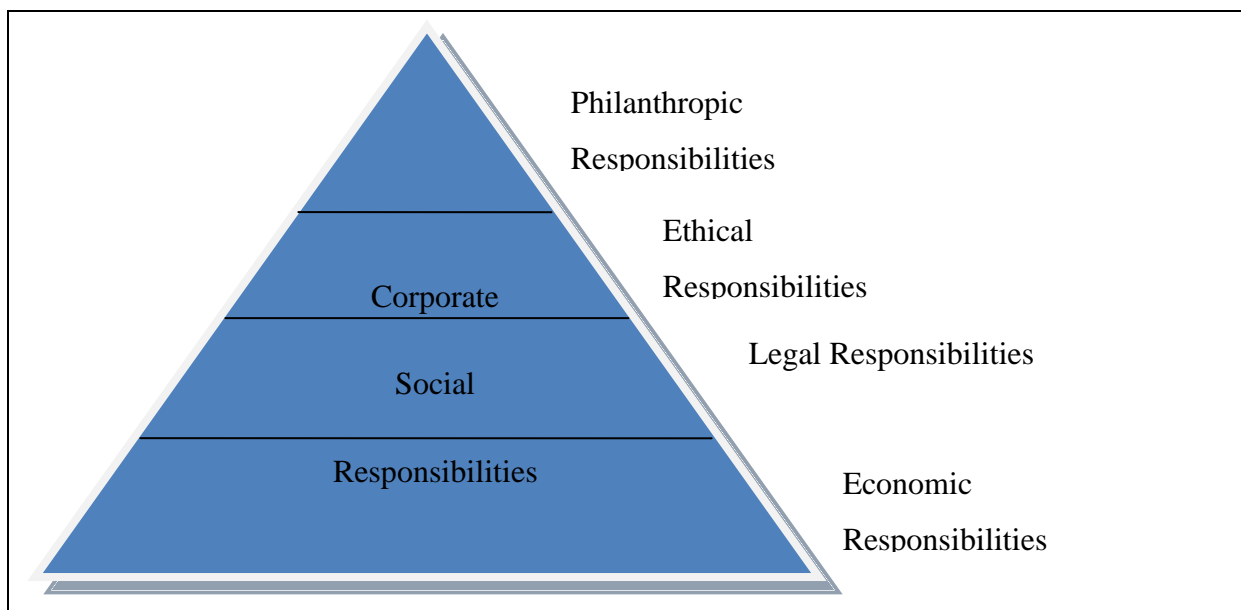 Philanthropic
Responsibilities
Ethical
Responsibilities
Corporate
Legal Responsibilities
Social
Responsibilities
Economic
Responsibilities